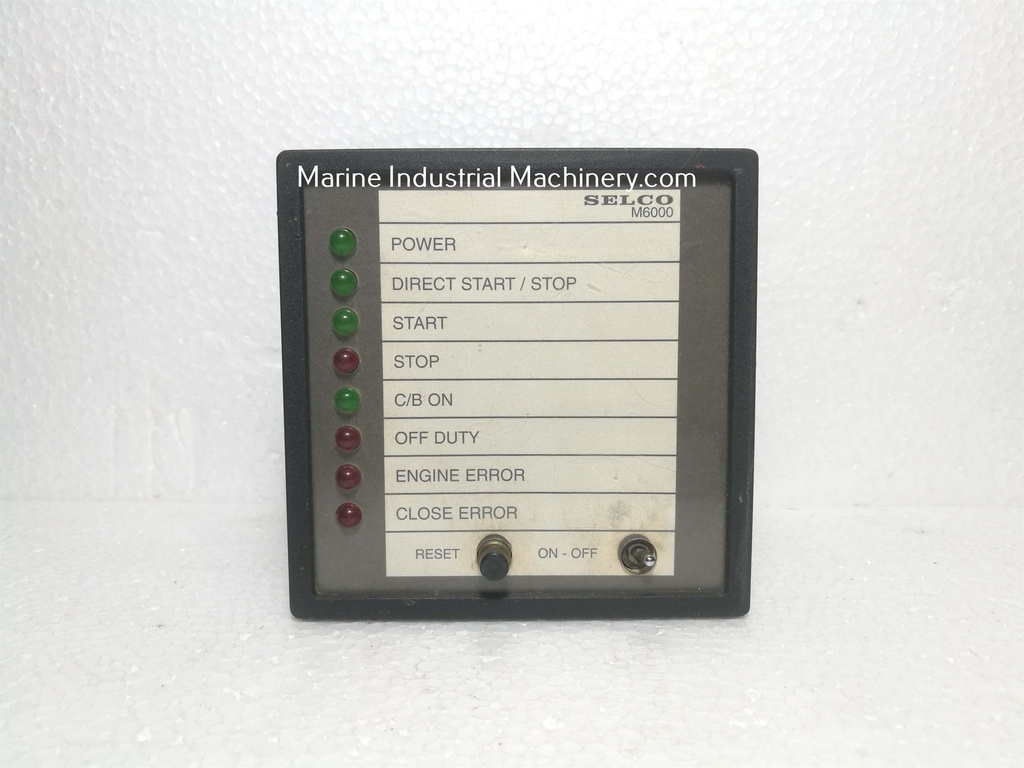 Marine Industrial Machinery.com
SELCO
M6000
POWER
DIRECT START / STOP
START
STOP
C/B ON
OFF DUTY
ENGINE ERROR
CLOSE ERROR
RESET ON - OFF